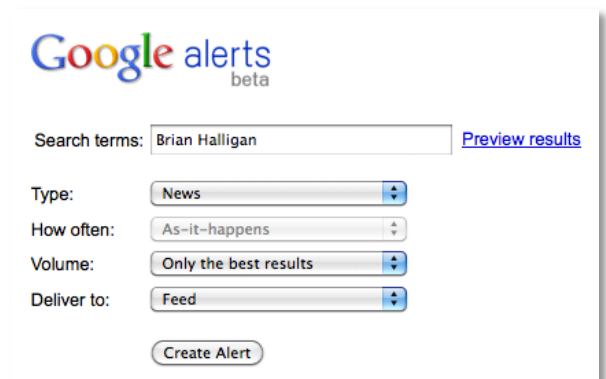 Google alerts
beta
Search terms: Brian Halligan Preview results
Type: News
How often: As-it-happens
Volume: Only the best results
Deliver to: Feed
Create Alert